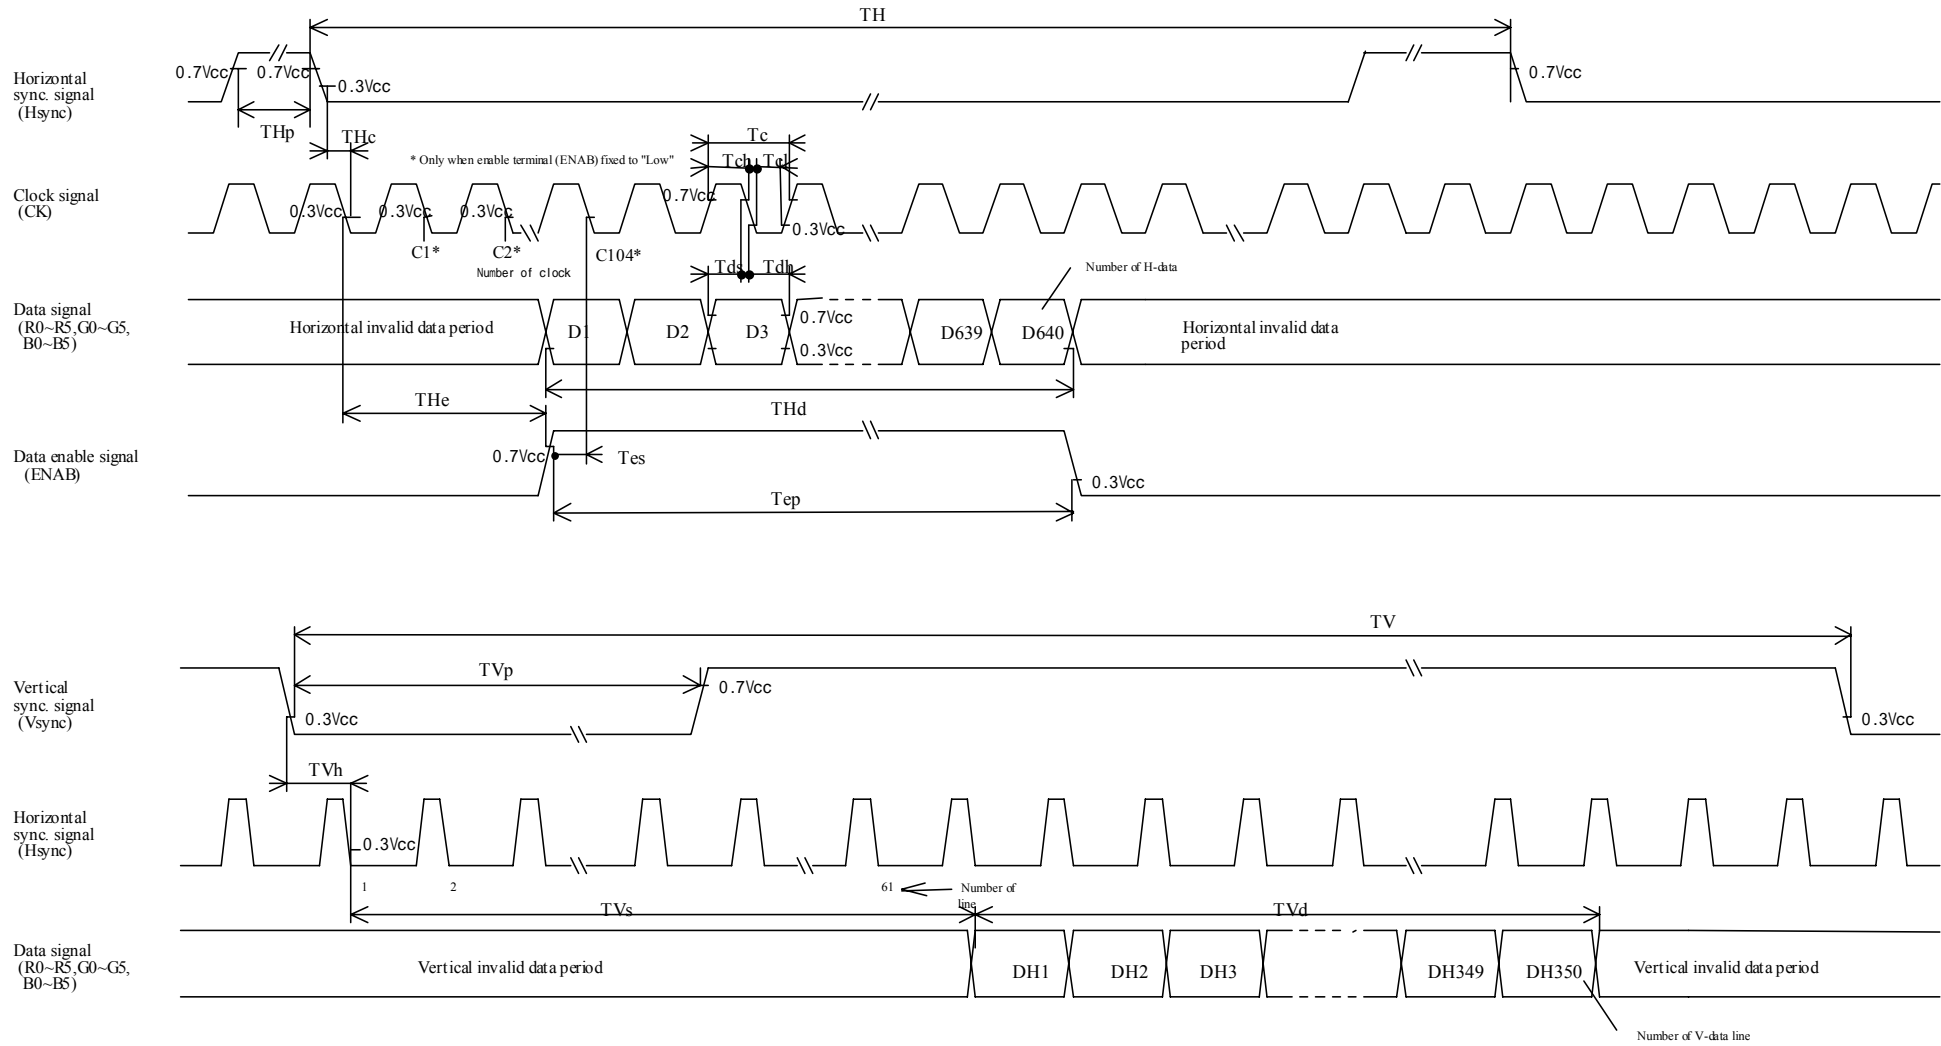 TH
Horizontal
sync. signal
(Hsync)
0.7Vcc
0.7Vcc
0.3Vcc
0.7Vcc
THp
THc
Tc
* Only when enable terminal (ENAB) fixed to "Low"
Tch
Tcl
Clock signal
(CK)
0.7Vcc
0.3Vcc
0.3Vcc
0.3Vcc
0.3Vcc
C1*
C2*
C104*
Number of clock
Tds
Tdh
Number of H-data
Data signal
(R0~R5,G0~G5,
B0~B5)
Horizontal invalid data period
D1
D2
D3
0.7Vcc
0.3Vcc
D639
D640
Horizontal invalid data
period
THe
THd
Data enable signal
(ENAB)
0.7Vcc
Tes
0.3Vcc
Tep
TV
Vertical
sync. signal
(Vsync)
TVp
0.7Vcc
0.3Vcc
0.3Vcc
TVh
Horizontal
sync. signal
(Hsync)
0.3Vcc
1
2
61
Number of
line
TVs
TVd
Data signal
(R0~R5,G0~G5,
B0~B5)
Vertical invalid data period
DH1
DH2
DH3
DH349
DH350
Vertical invalid data period
Number of V-data line